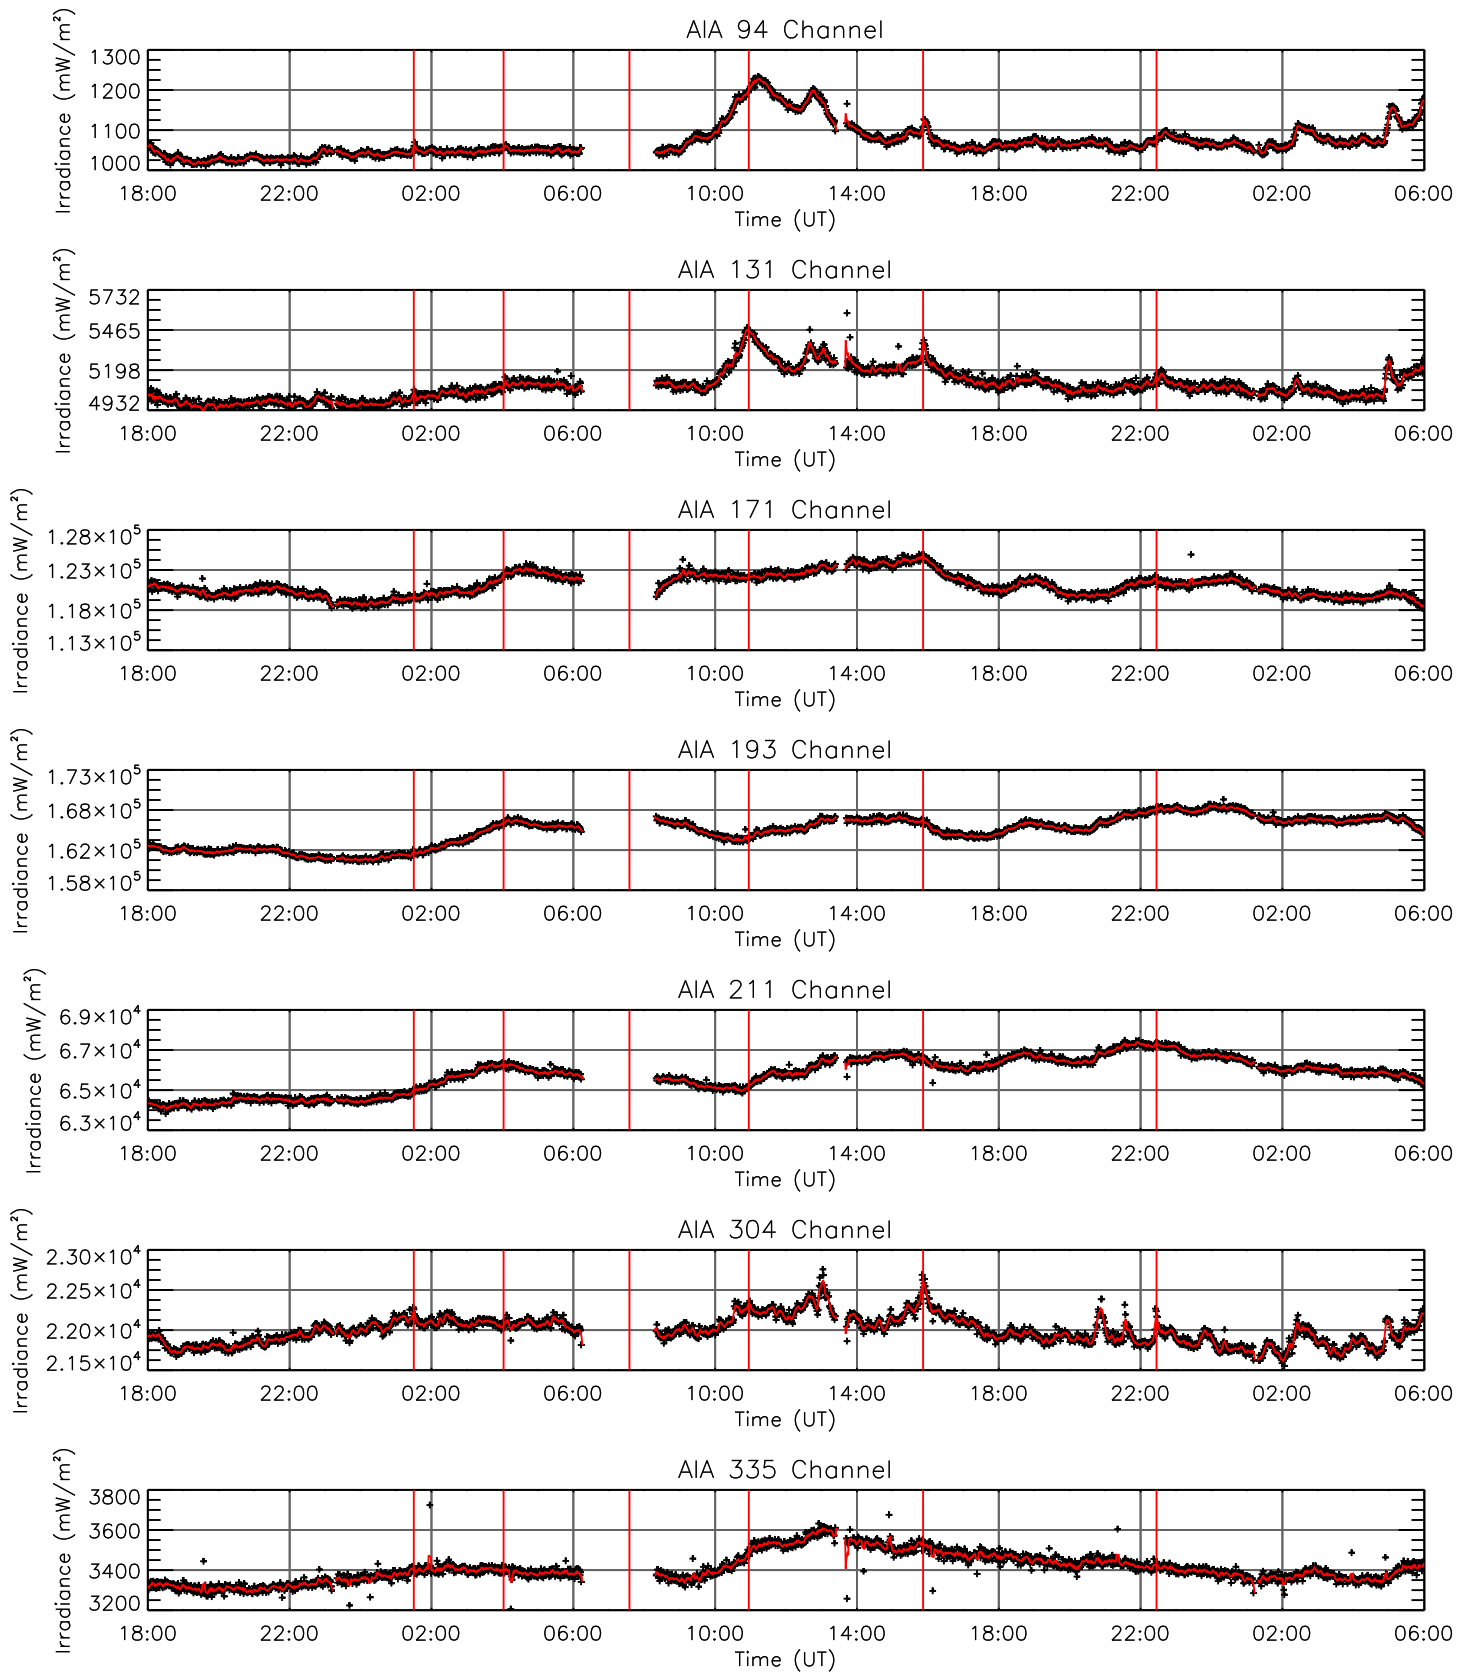 AIA 94 Channel
Irradiance (mW/m²)
1300
1200
1100
1000
18:00 22:00 02:00 06:00 10:00 14:00 18:00 22:00 02:00 06:00
Time (UT)
AIA 131 Channel
Irradiance (mW/m²)
5732
5465
5198
4932
18:00 22:00 02:00 06:00 10:00 14:00 18:00 22:00 02:00 06:00
Time (UT)
AIA 171 Channel
Irradiance (mW/m²)
1.28×10⁵
1.23×10⁵
1.18×10⁵
1.13×10⁵
18:00 22:00 02:00 06:00 10:00 14:00 18:00 22:00 02:00 06:00
Time (UT)
AIA 193 Channel
Irradiance (mW/m²)
1.73×10⁵
1.68×10⁵
1.62×10⁵
1.58×10⁵
18:00 22:00 02:00 06:00 10:00 14:00 18:00 22:00 02:00 06:00
Time (UT)
AIA 211 Channel
Irradiance (mW/m²)
6.9×10⁴
6.7×10⁴
6.5×10⁴
6.3×10⁴
18:00 22:00 02:00 06:00 10:00 14:00 18:00 22:00 02:00 06:00
Time (UT)
AIA 304 Channel
Irradiance (mW/m²)
2.30×10⁴
2.25×10⁴
2.20×10⁴
2.15×10⁴
18:00 22:00 02:00 06:00 10:00 14:00 18:00 22:00 02:00 06:00
Time (UT)
AIA 335 Channel
Irradiance (mW/m²)
3800
3600
3400
3200
18:00 22:00 02:00 06:00 10:00 14:00 18:00 22:00 02:00 06:00
Time (UT)